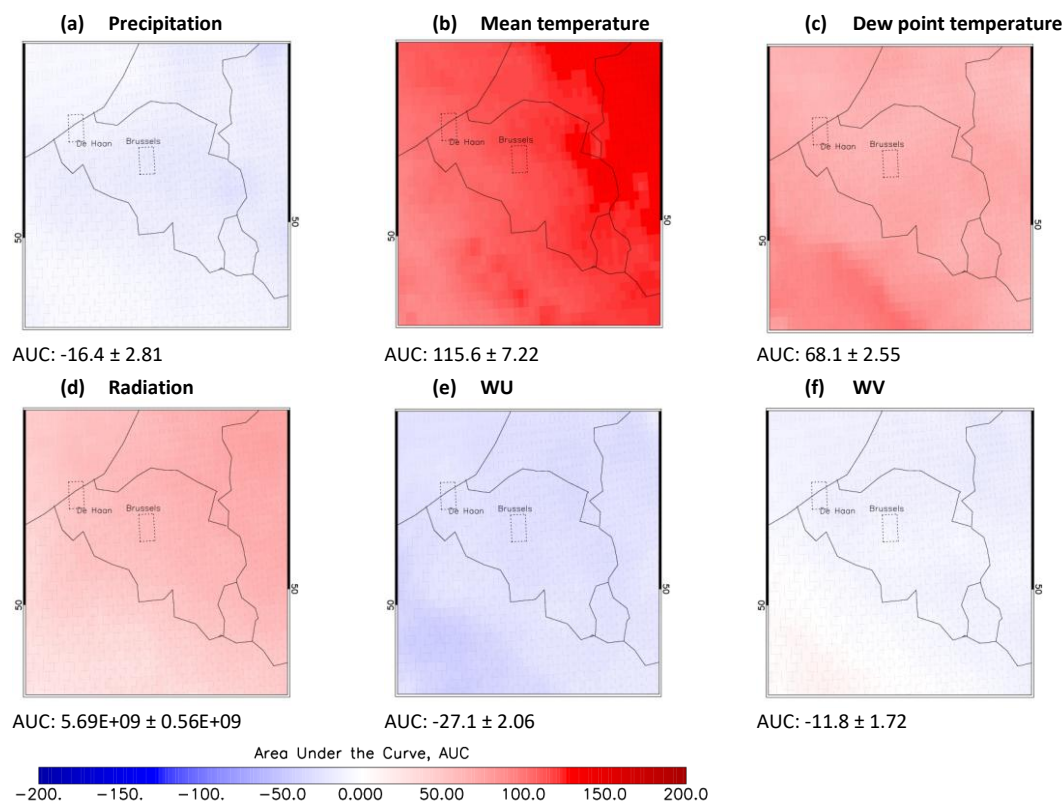 (a) Precipitation
(b) Mean temperature
(c) Dew point temperature
De Haan
Brussels
50
50
De Haan
Brussels
50
50
De Haan
Brussels
50
50
AUC: -16.4 ± 2.81
AUC: 115.6 ± 7.22
AUC: 68.1 ± 2.55
(d) Radiation
(e) WU
(f) WV
De Haan
Brussels
50
50
De Haan
Brussels
50
50
De Haan
Brussels
50
50
AUC: 5.69E+09 ± 0.56E+09
AUC: -27.1 ± 2.06
AUC: -11.8 ± 1.72
Area Under the Curve, AUC
−200. −150. −100. −50.00 0.000 50.00 100.0 150.0 200.0